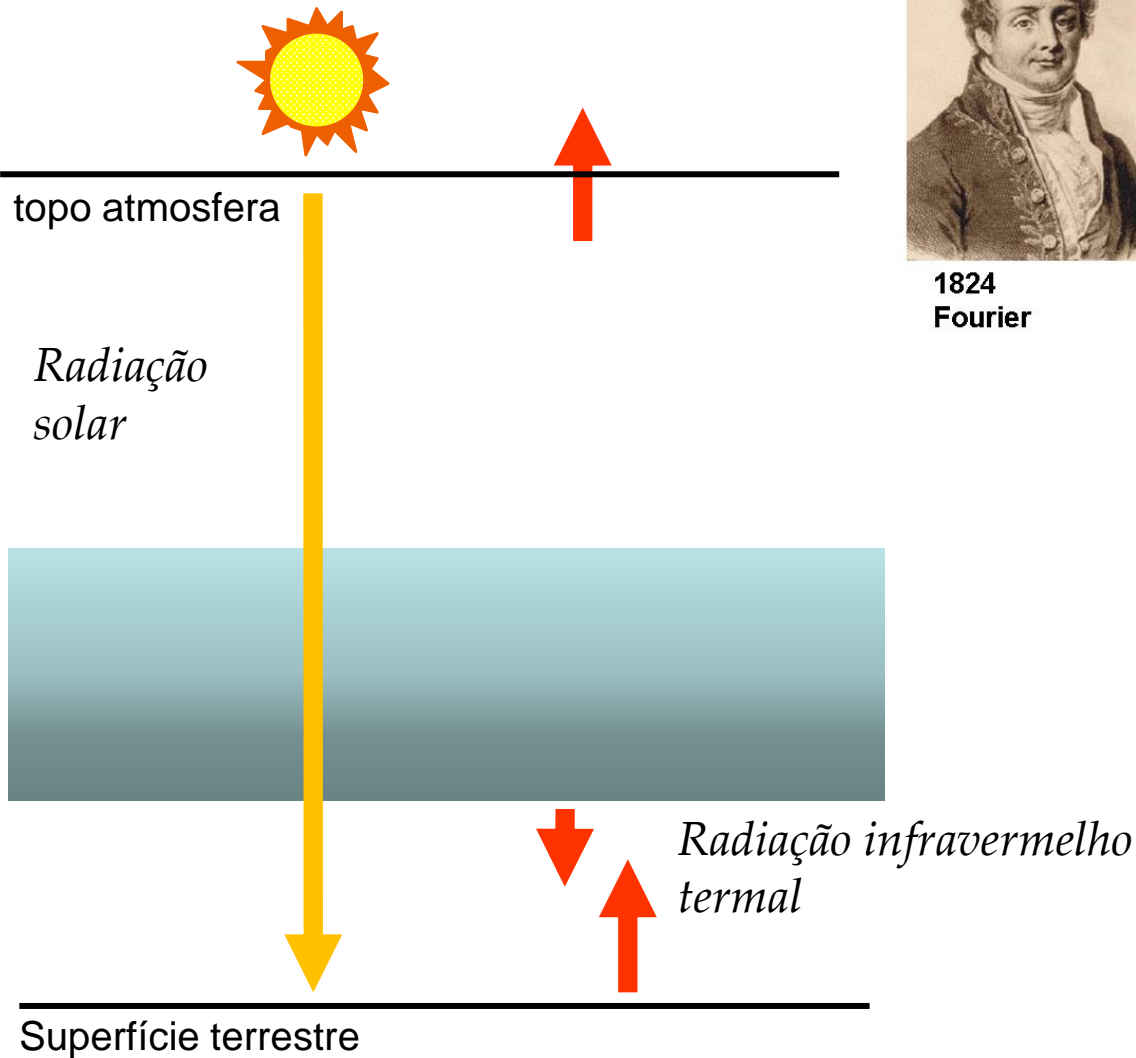 topo atmosfera
1824
Fourier
Radiação
solar
Radiação infravermelho
termal
Superfície terrestre